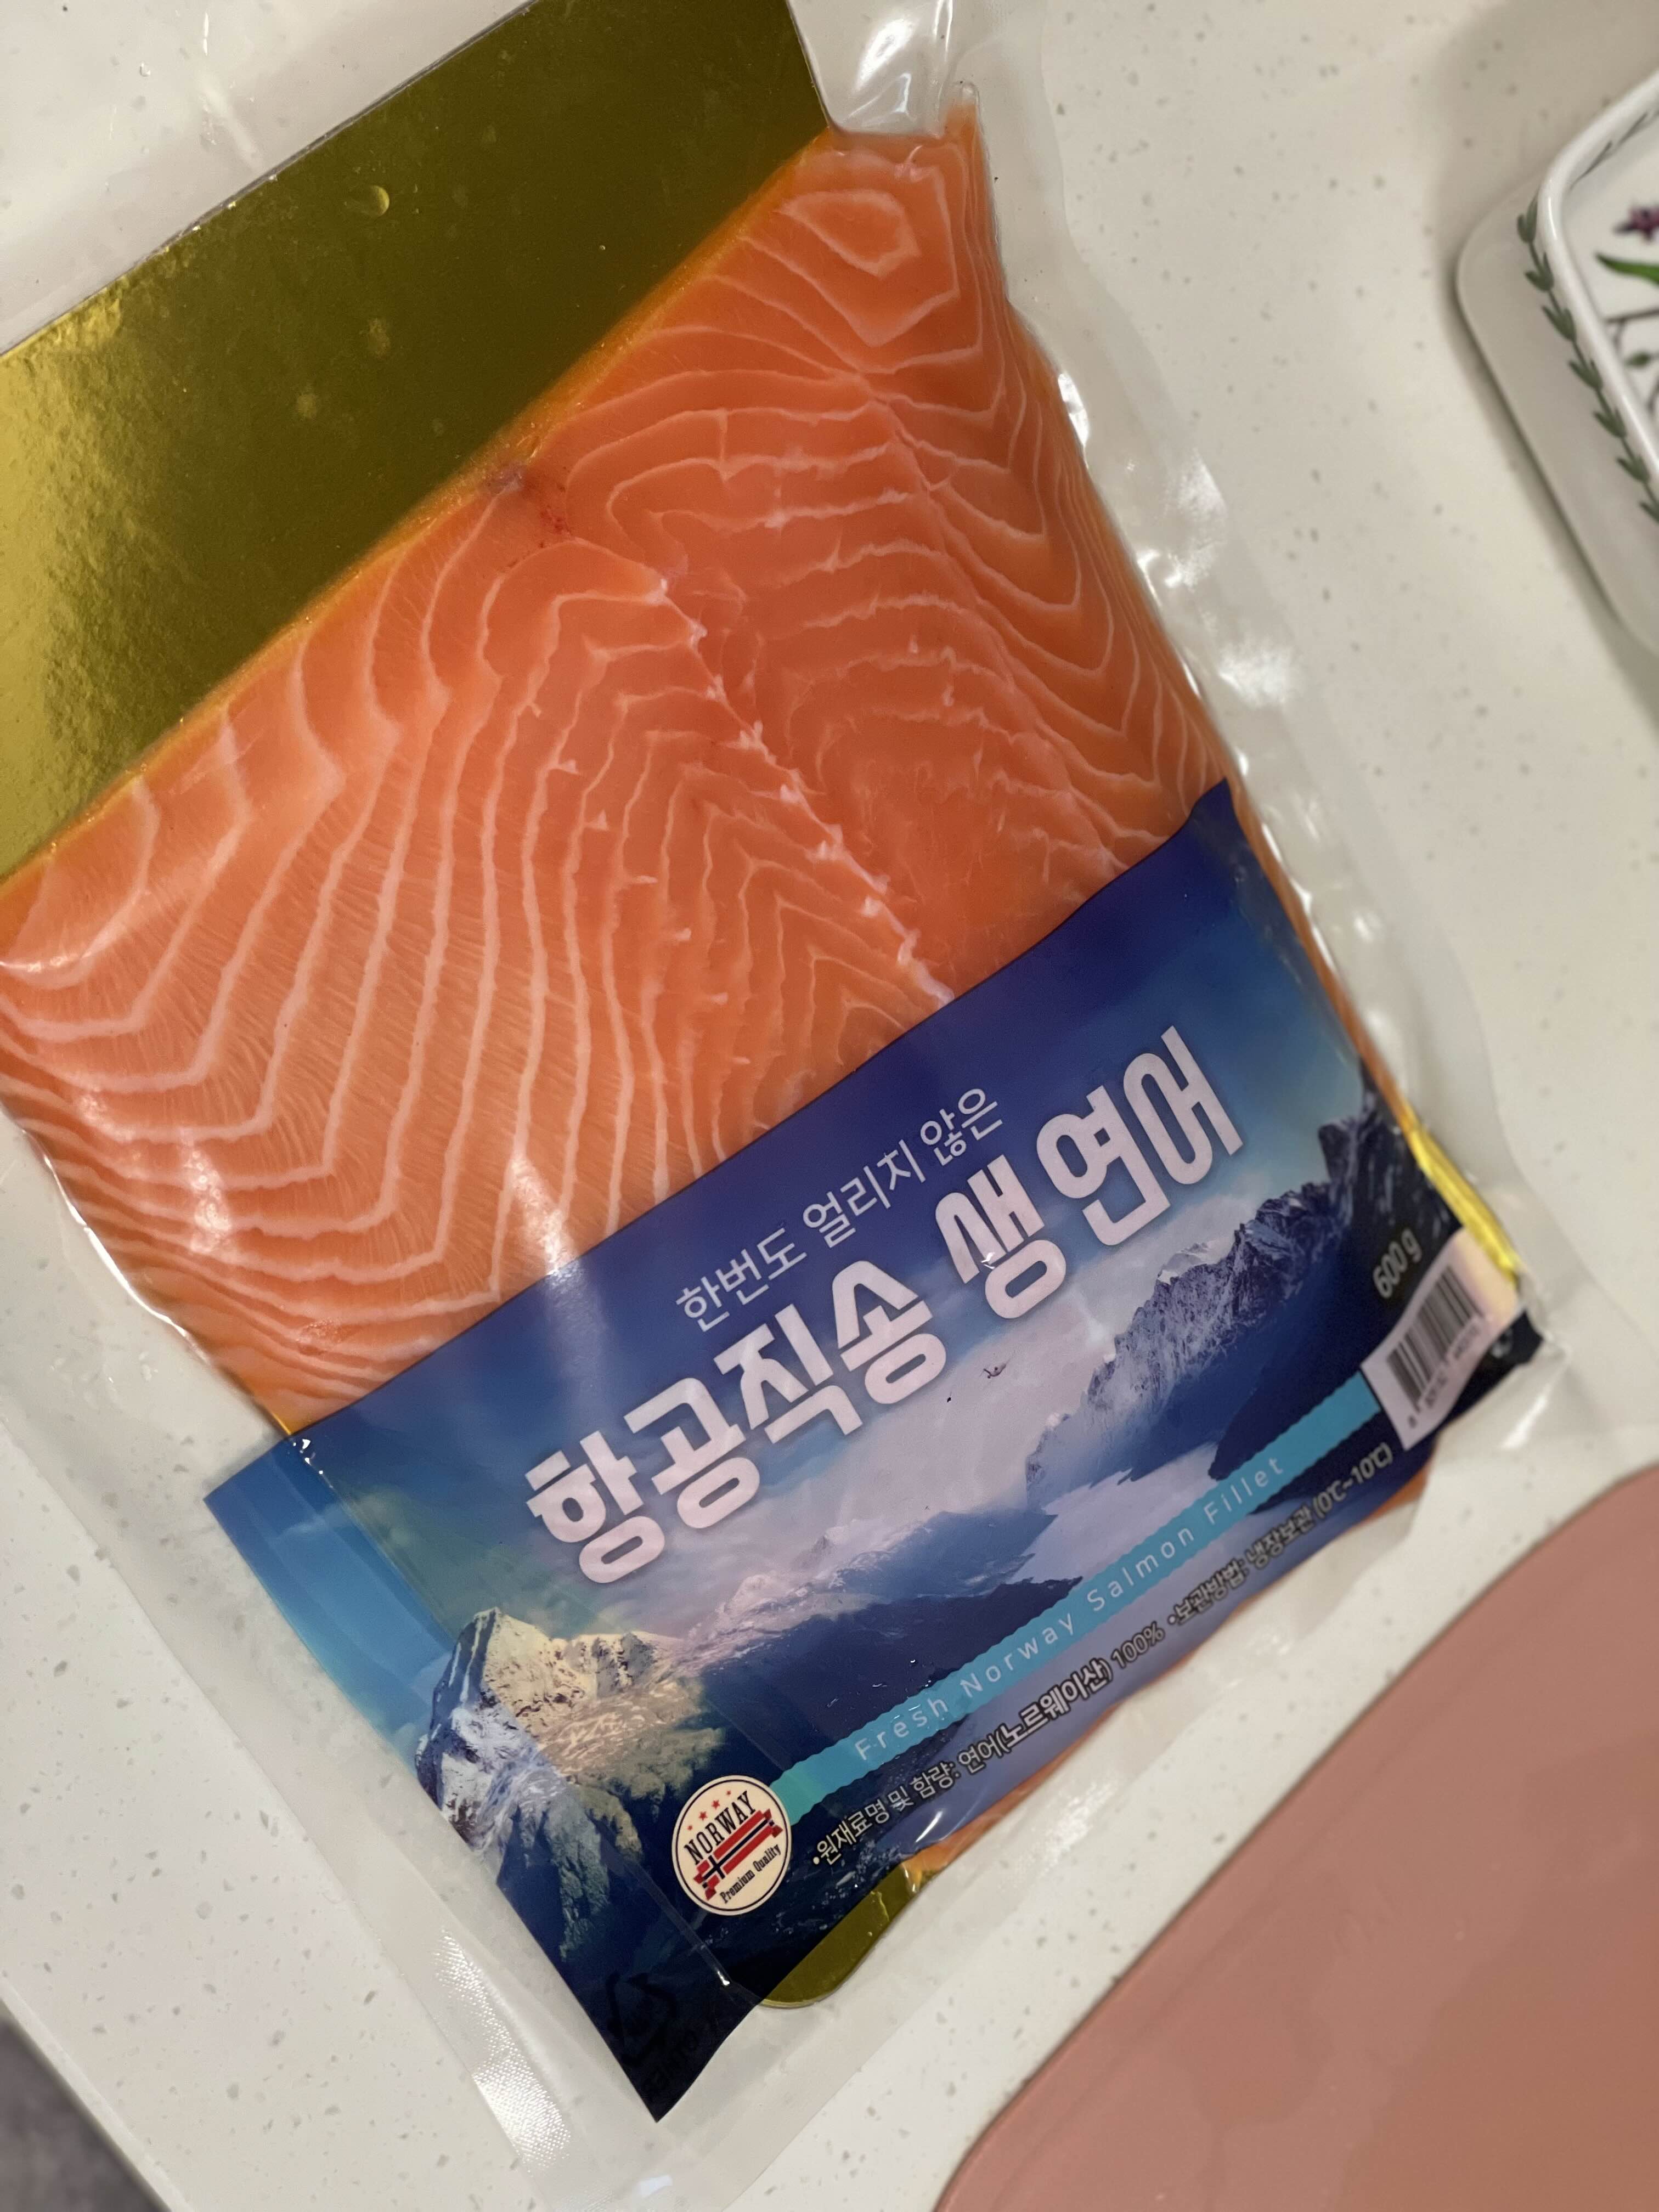 한번도 얼리지 않은
항공직송 생 연어
600 g
Fresh Norway Salmon Fillet
•원재료명 및 함량: 연어(노르웨이산) 100% •보관방법: 냉장보관 (0℃~10℃)
NORWAY
Premium Quality